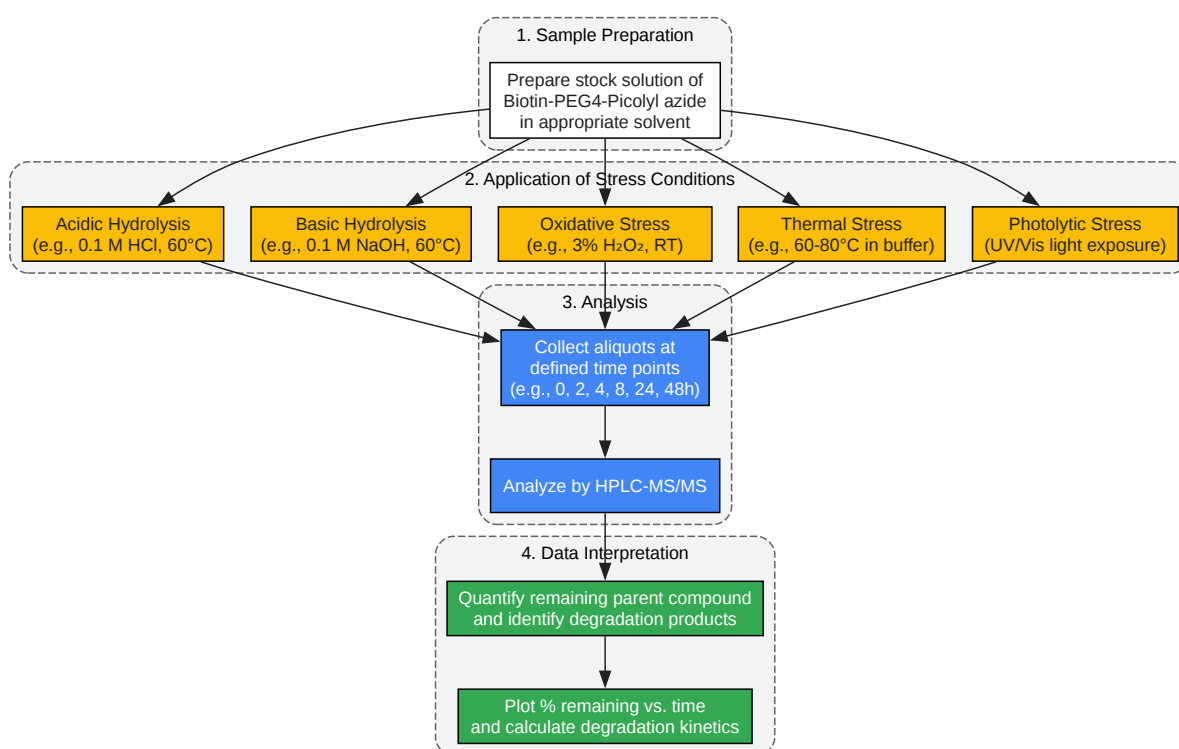 1. Sample Preparation
Prepare stock solution of
Biotin-PEG4-Picolyl azide
in appropriate solvent
2. Application of Stress Conditions
Acidic Hydrolysis
(e.g., 0.1 M HCl, 60°C)
Basic Hydrolysis
(e.g., 0.1 M NaOH, 60°C)
Oxidative Stress
(e.g., 3% H₂O₂, RT)
Thermal Stress
(e.g., 60-80°C in buffer)
Photolytic Stress
(UV/Vis light exposure)
3. Analysis
Collect aliquots at
defined time points
(e.g., 0, 2, 4, 8, 24, 48h)
Analyze by HPLC-MS/MS
4. Data Interpretation
Quantify remaining parent compound
and identify degradation products
Plot % remaining vs. time
and calculate degradation kinetics